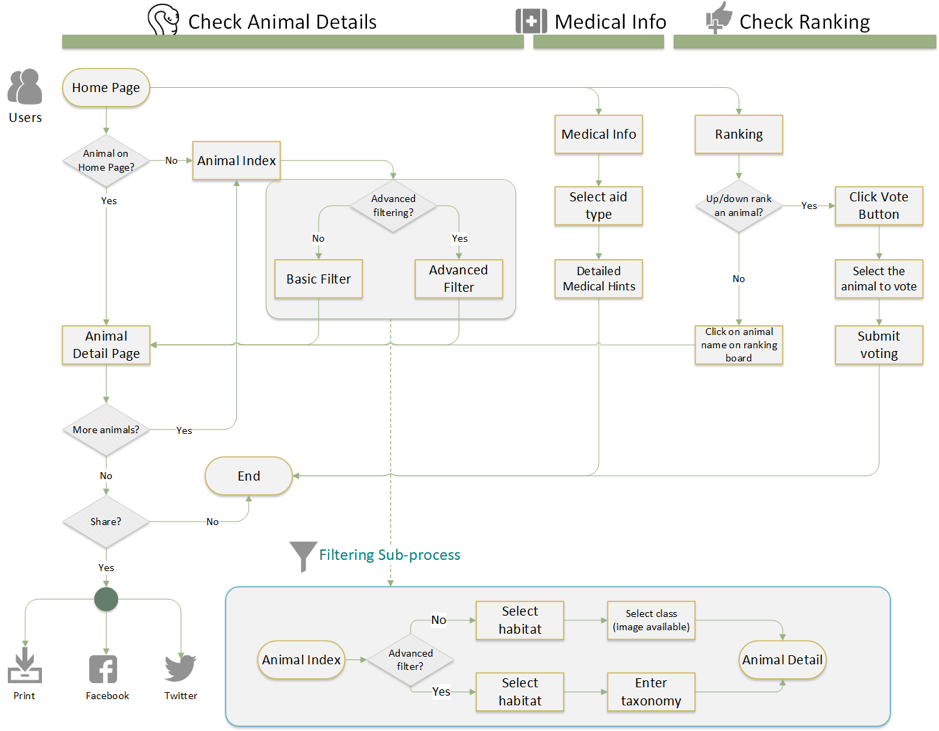 Check Animal Details
Medical Info
Check Ranking
Users
Home Page
Animal on
Home Page?
No
Animal Index
Yes
Advanced
filtering?
No
Yes
Basic Filter
Advanced
Filter
Animal
Detail Page
More animals?
Yes
No
End
Share?
No
Yes
Print
Facebook
Twitter
Medical Info
Select aid
type
Detailed
Medical Hints
Ranking
Up/down rank
an animal?
Yes
No
Click Vote
Button
Select the
animal to vote
Click on animal
name on ranking
board
Submit
voting
Filtering Sub-process
Animal Index
Advanced
filter?
No
Select
habitat
Select class
(image available)
Yes
Select
habitat
Enter
taxonomy
Animal Detail